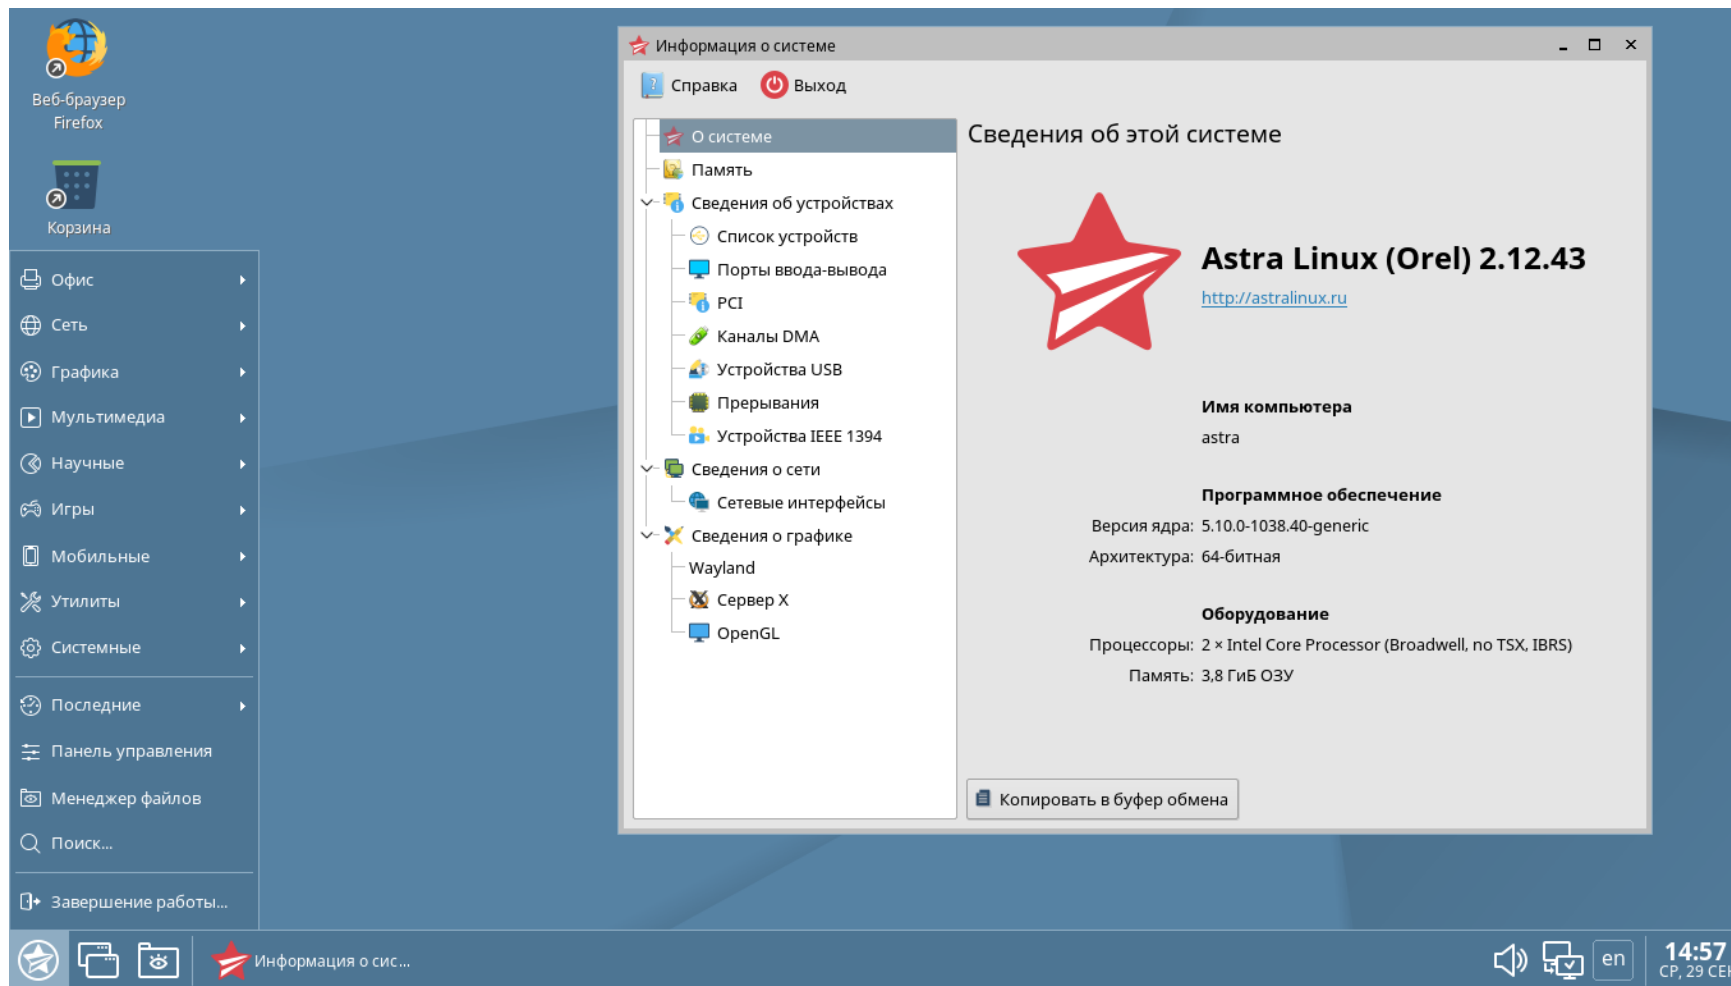 Веб-браузер
Firefox
Корзина
Офис
Сеть
Графика
Мультимедиа
Научные
Игры
Мобильные
Утилиты
Системные
Последние
Панель управления
Менеджер файлов
Поиск...
Завершение работы...
Информация о системе
Справка
Выход
О системе
Память
Сведения об устройствах
Список устройств
Порты ввода-вывода
PCI
Каналы DMA
Устройства USB
Прерывания
Устройства IEEE 1394
Сведения о сети
Сетевые интерфейсы
Сведения о графике
Wayland
Сервер X
OpenGL
Сведения об этой системе
Astra Linux (Orel) 2.12.43
http://astralinux.ru
Имя компьютера
astra
Программное обеспечение
Версия ядра: 5.10.0-1038.40-generic
Архитектура: 64-битная
Оборудование
Процессоры: 2 × Intel Core Processor (Broadwell, no TSX, IBRS)
Память: 3,8 ГиБ ОЗУ
Копировать в буфер обмена
Информация о сис...
en
14:57
СР, 29 СЕН